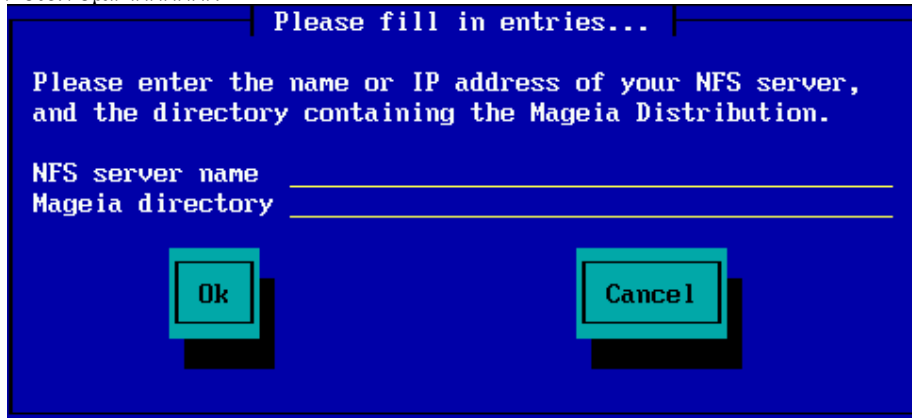 Please fill in entries...
Please enter the name or IP address of your NFS server,
and the directory containing the Mageia Distribution.
NFS server name
Mageia directory
Ok Cancel